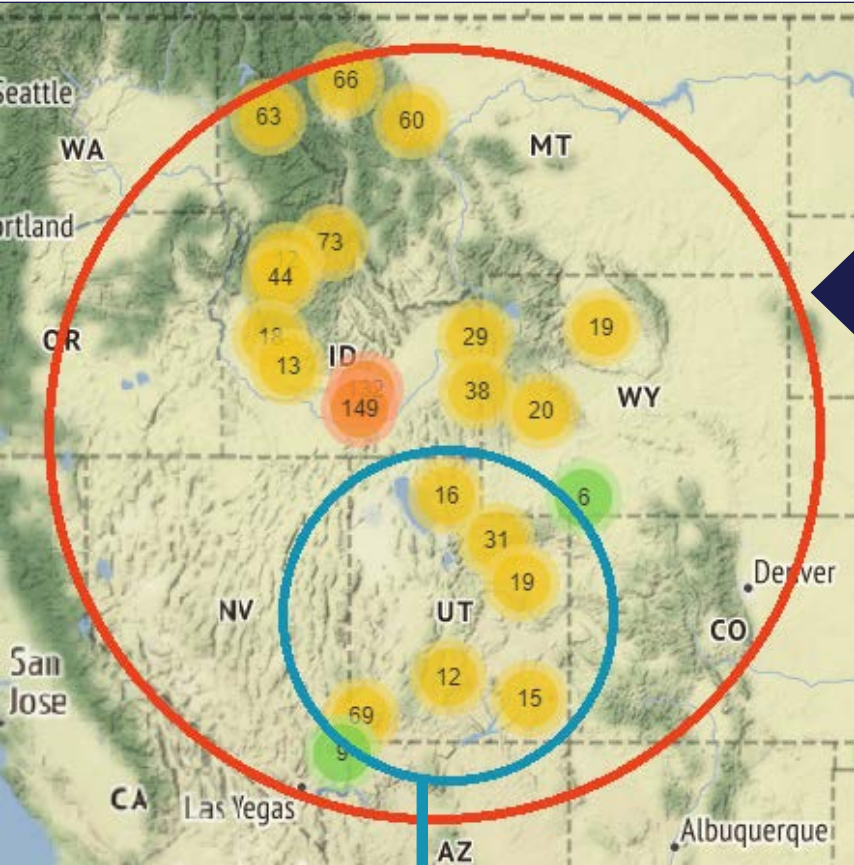 66
Seattle
63
60
WA
MT
ortland
73
12
44
18
29
19
OR
ID
13
132
38
WY
149
20
16
6
31
19
Denver
NV
UT
CO
San
Jose
12
15
69
9
CA
Las Vegas
Albuquerque
AZ